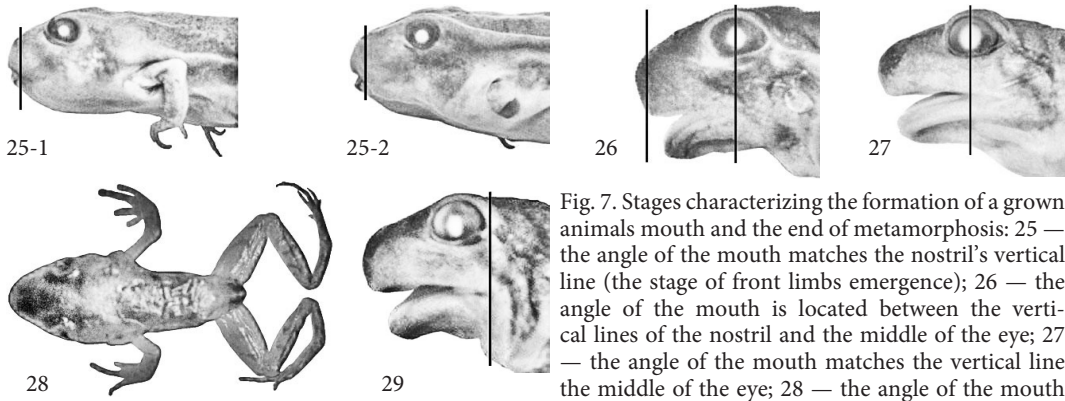 25-1
25-2
26
27
28
29
Fig. 7. Stages characterizing the formation of a grown
animals mouth and the end of metamorphosis: 25 —
the angle of the mouth matches the nostril's vertical
line (the stage of front limbs emergence); 26 — the
angle of the mouth is located between the verti-
cal lines of the nostril and the middle of the eye; 27
— the angle of the mouth matches the vertical line
the middle of the eye; 28 — the angle of the mouth